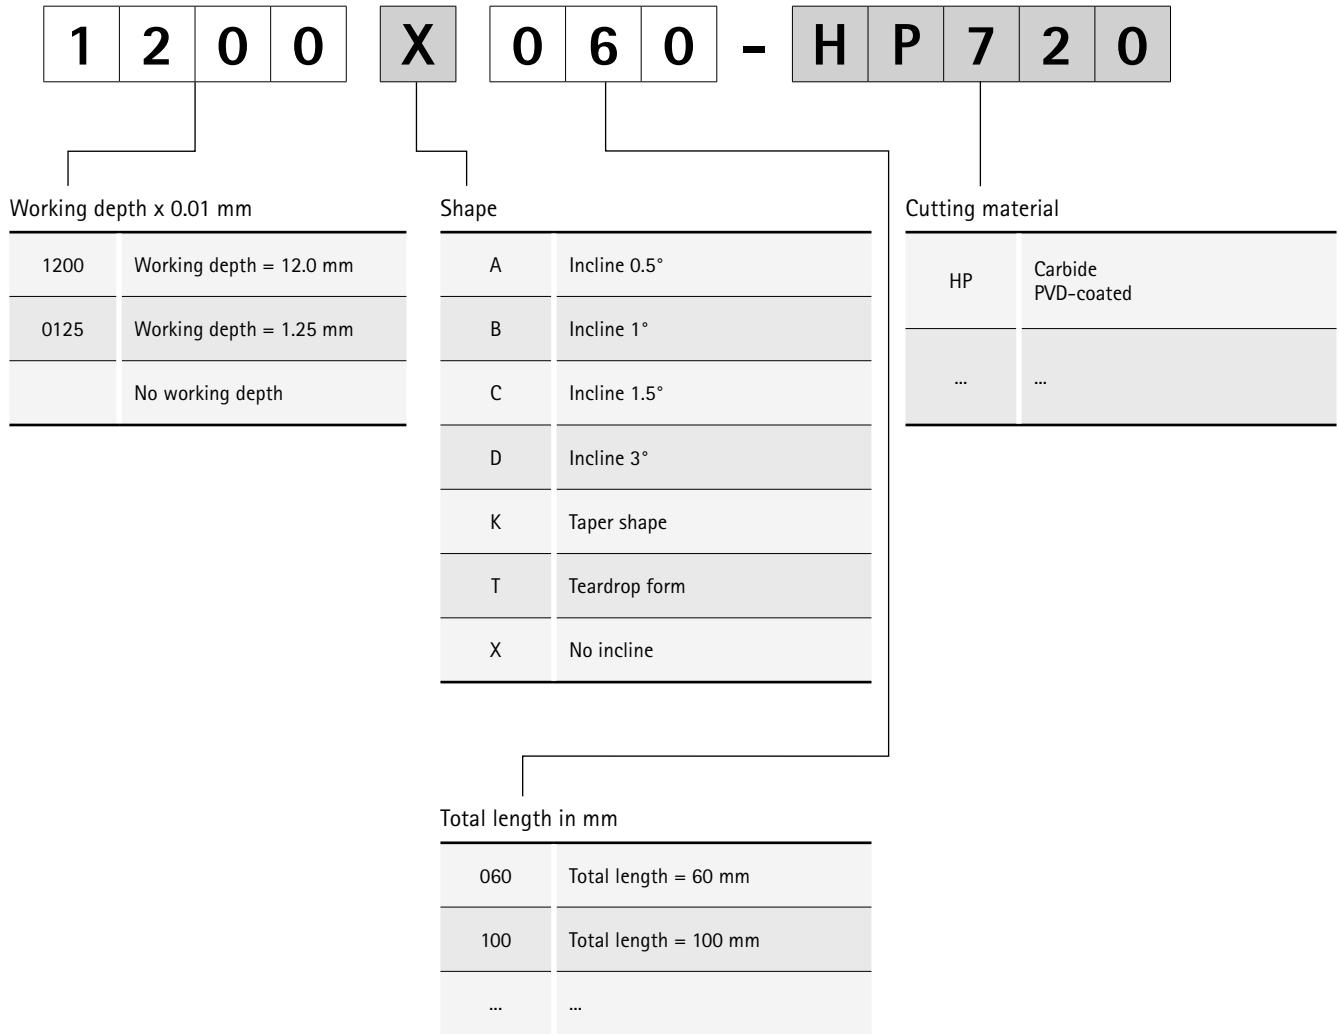 1 2 0 0 X 0 6 0 - H P 7 2 0
Working depth x 0.01 mm
1200 Working depth = 12.0 mm
0125 Working depth = 1.25 mm
No working depth
Shape
A Incline 0.5°
B Incline 1°
C Incline 1.5°
D Incline 3°
K Taper shape
T Teardrop form
X No incline
Cutting material
HP Carbide
PVD-coated
... ...
Total length in mm
060 Total length = 60 mm
100 Total length = 100 mm
... ...